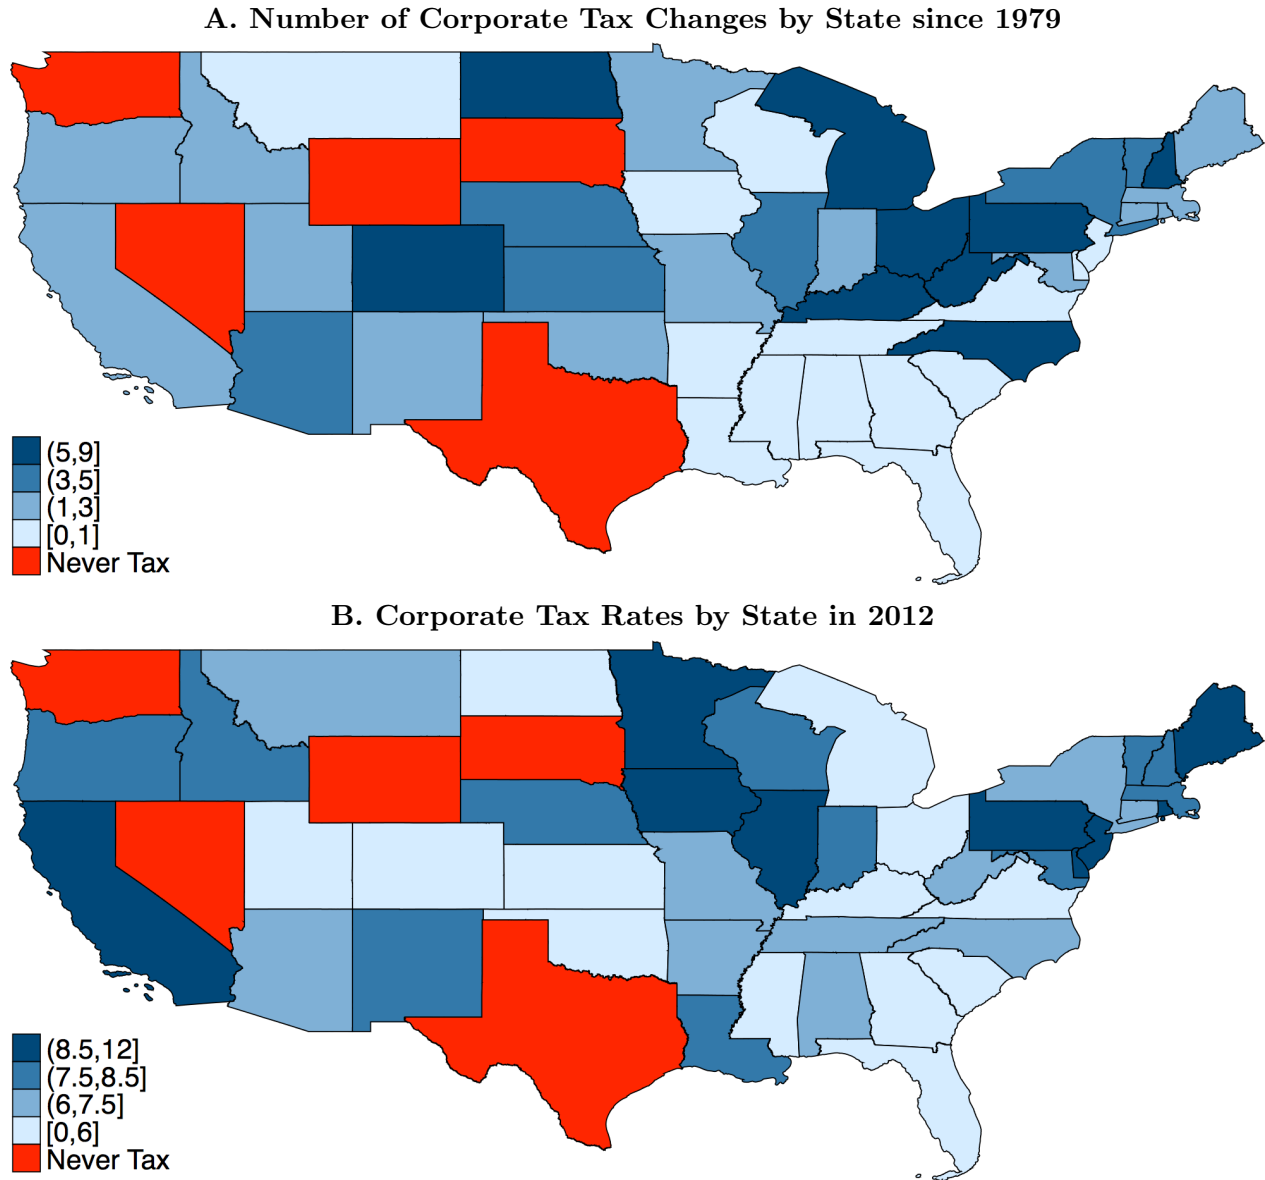 A. Number of Corporate Tax Changes by State since 1979
(5,9]
(3,5]
(1,3]
[0,1]
Never Tax
B. Corporate Tax Rates by State in 2012
(8.5,12]
(7.5,8.5]
(6,7.5]
[0,6]
Never Tax